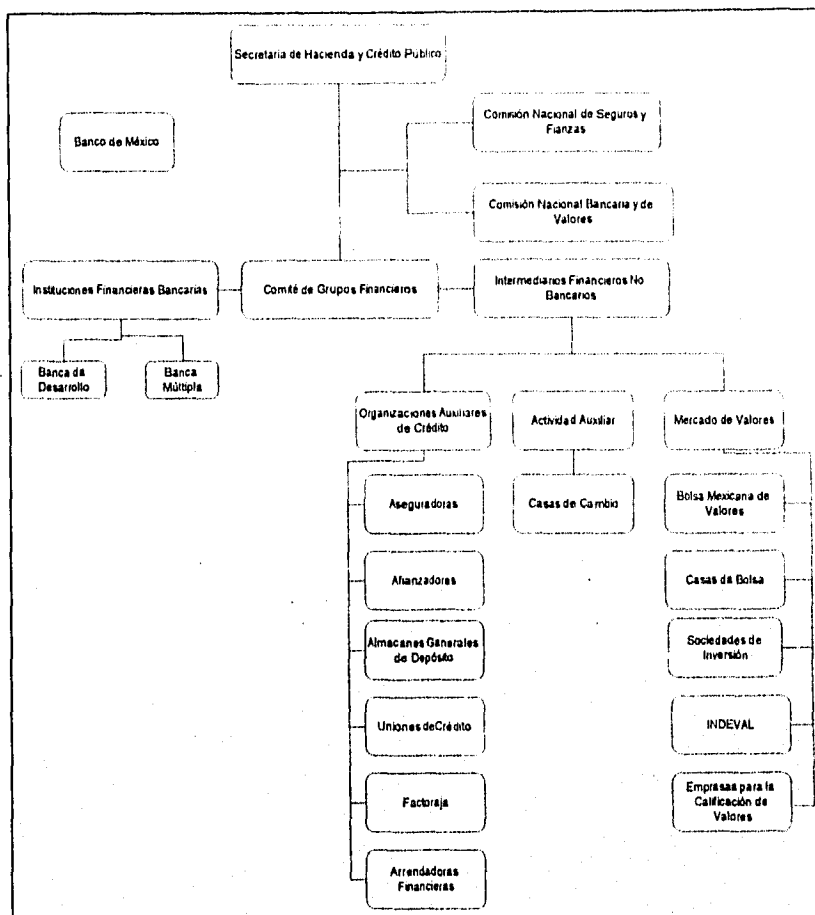 Secretaria de Hacienda y Crédito Público
Comisión Nacional de Seguros y
Fianzas
Banco de México
Comisión Nacional Bancaria y de
Valores
Instituciones Financieras Bancarias
Comité de Grupos Financieros
Intermediarios Financieros No
Bancarios
Banca de
Desarrollo
Banca
Múltiple
Organizaciones Auxiliares
de Crédito
Actividad Auxiliar
Mercado de Valores
Aseguradoras
Casas de Cambio
Bolsa Mexicana de
Valores
Afianzadores
Casas de Bolsa
Almacenes Generales
de Depósito
Sociedades de
Inversión
Uniones de Crédito
INDEVAL
Factoraje
Empresas para la
Calificación de
Valores
Arrendadoras
Financieras